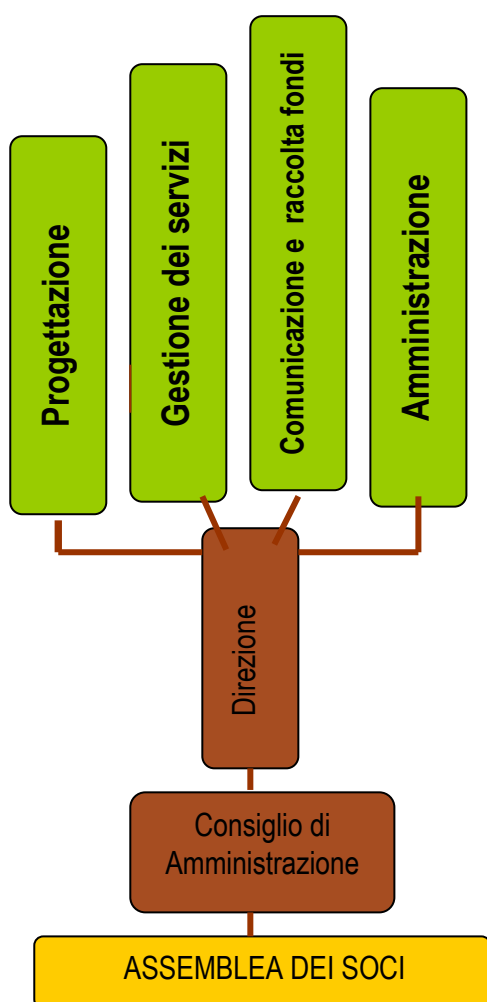 Progettazione
Gestione dei servizi
Comunicazione e raccolta fondi
Amministrazione
Direzione
Consiglio di
Amministrazione
ASSEMBLEA DEI SOCI